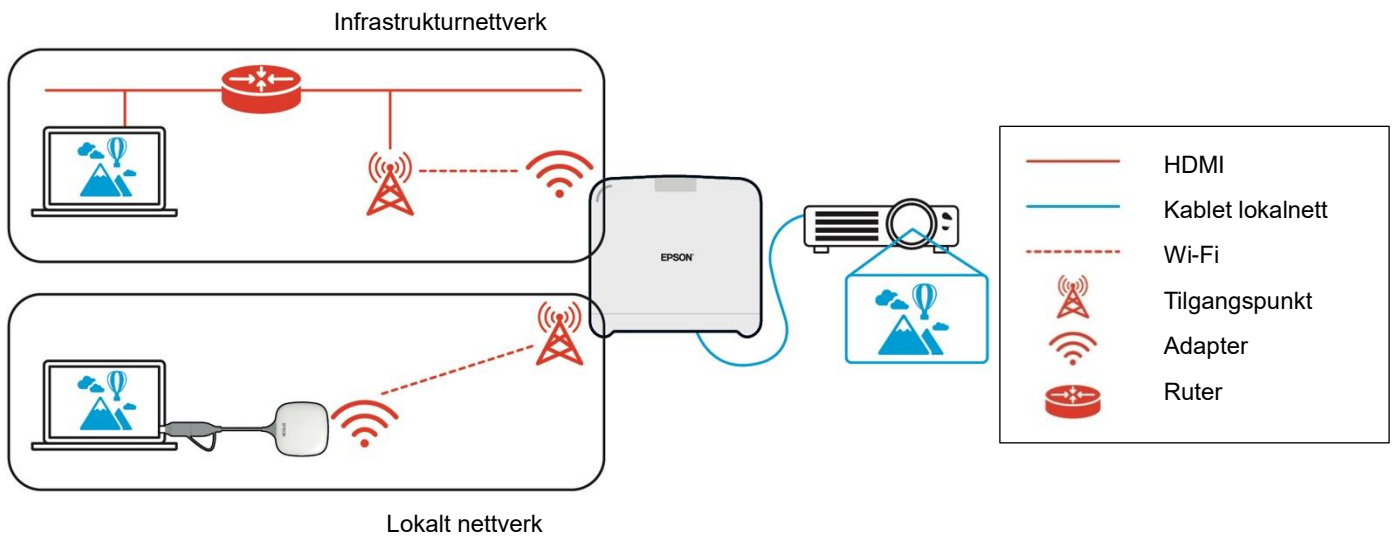 Infrastrukturnettverk
EPSON
HDMI
Kablet lokalnett
Wi-Fi
Tilgangspunkt
Adapter
Ruter
Lokalt nettverk